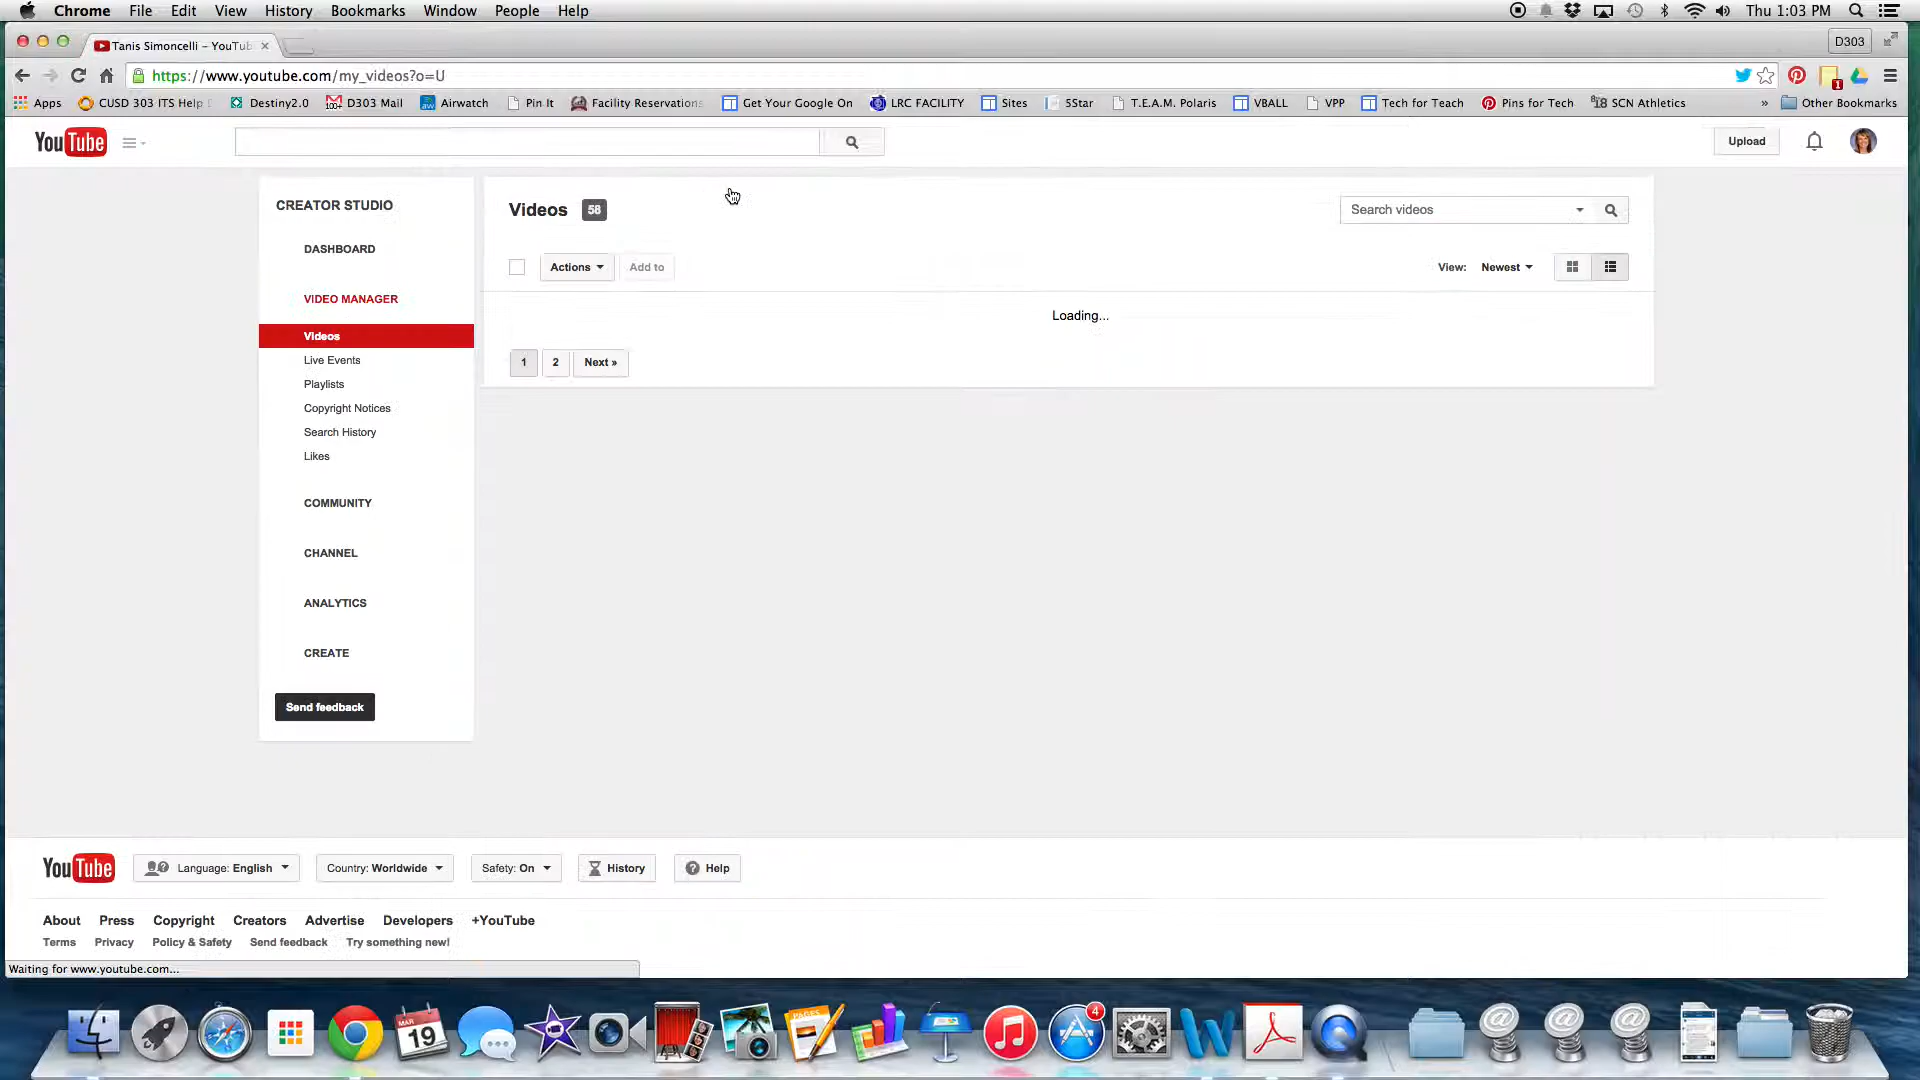 Chrome File Edit View History Bookmarks Window People Help Thu 1:03 PM
Tanis Simoncelli – YouTub D303
https://www.youtube.com/my_videos?o=U 1
Apps CUSD 303 ITS Help Destiny2.0 D303 Mail Airwatch Pin It Facility Reservations Get Your Google On LRC FACILITY Sites 5Star T.E.A.M. Polaris VBALL VPP Tech for Teach Pins for Tech SCN Athletics » Other Bookmarks
YouTube Upload
CREATOR STUDIO
DASHBOARD
VIDEO MANAGER
Videos
Live Events
Playlists
Copyright Notices
Search History
Likes
COMMUNITY
CHANNEL
ANALYTICS
CREATE
Send feedback
Videos 58 Search videos
Actions Add to View: Newest
Loading...
1 2 Next »
YouTube Language: English Country: Worldwide Safety: On History Help
About Press Copyright Creators Advertise Developers +YouTube
Terms Privacy Policy & Safety Send feedback Try something new!
Waiting for www.youtube.com...
MAR
19
PAGES
4